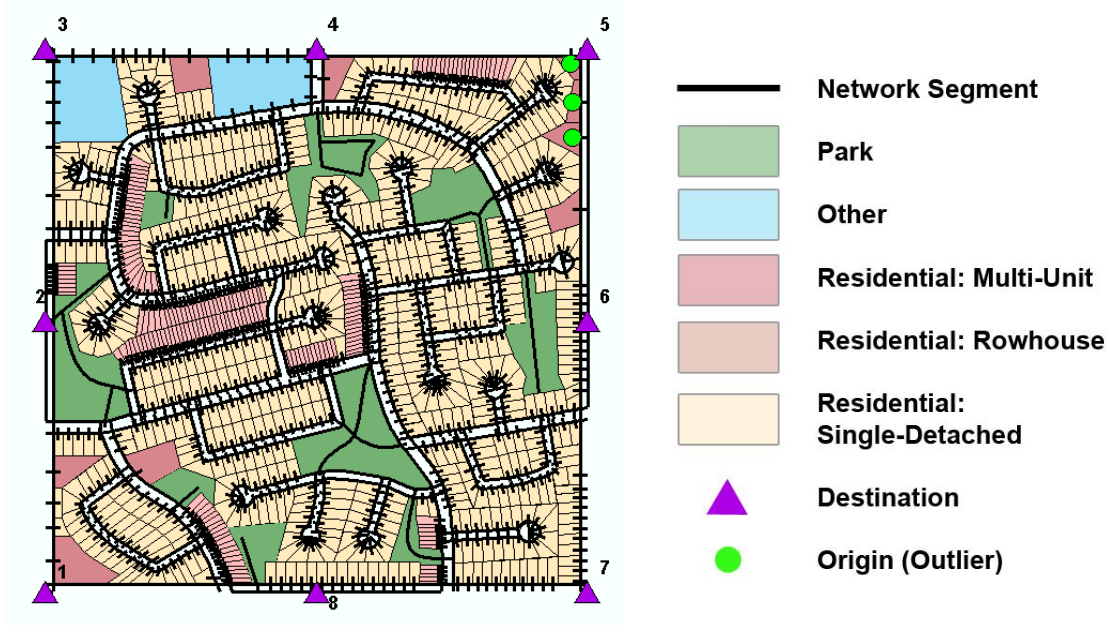 3
4
5
2
6
1
7
8
Network Segment
Park
Other
Residential: Multi-Unit
Residential: Rowhouse
Residential:
Single-Detached
Destination
Origin (Outlier)